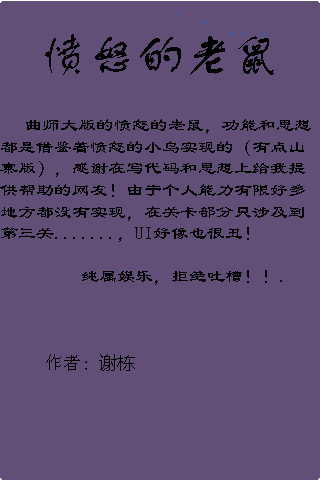 愤怒的老鼠
曲师大版的愤怒的老鼠，功能和思想
都是借鉴着愤怒的小鸟实现的（有点山
寨版），感谢在写代码和思想上给我提
供帮助的网友！由于个人能力有限好多
地方都没有实现，在关卡部分只涉及到
第三关.......，UI好像也很丑！
纯属娱乐，拒绝吐槽！！.
作者：谢栋